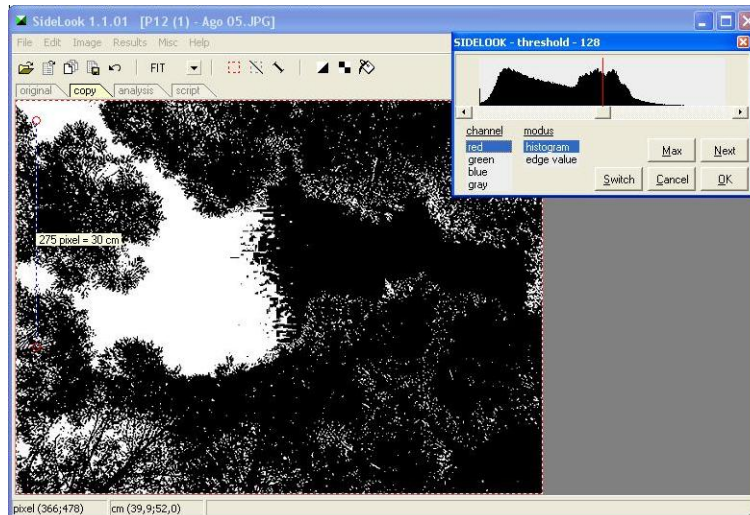 SideLook 1.1.01 [P12 (1) - Ago 05.JPG]
File Edit Image Results Misc Help
FIT
original copy analysis script
275 pixel = 30 cm
pixel (366;478) cm (39,9;52,0)
SIDELOOK - threshold - 128
channel modus
red histogram
green edge value
blue
gray
Max Next
Switch Cancel OK